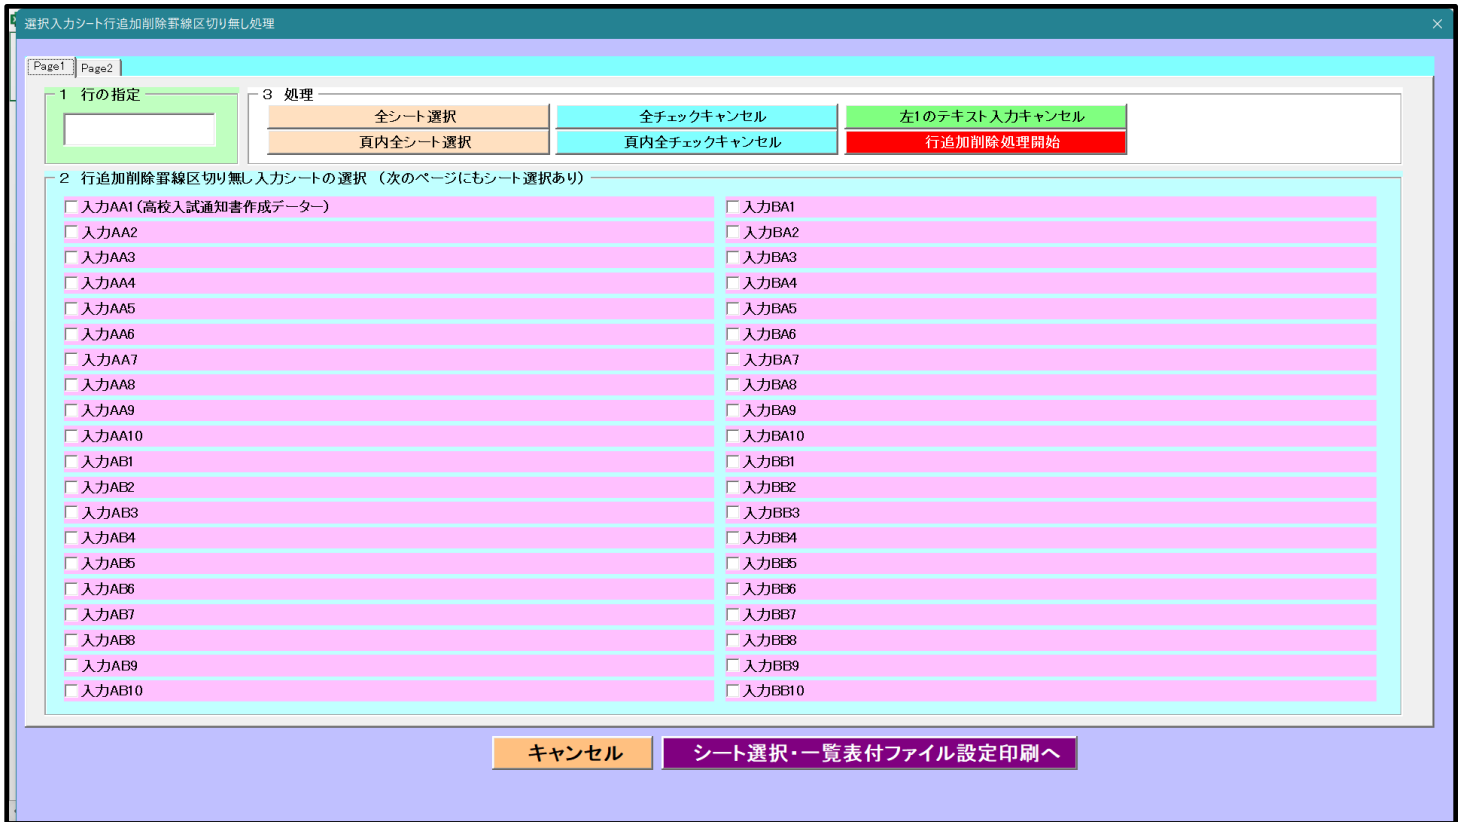 選択入力シート行追加削除罫線区切り無し処理
Page1 Page2
1 行の指定
3 処理
全シート選択 全チェックキャンセル 左1のテキスト入力キャンセル
頁内全シート選択 頁内全チェックキャンセル 行追加削除処理開始
2 行追加削除罫線区切り無し入力シートの選択 (次のページにもシート選択あり)
入力AA1(高校入試通知書作成データー) 入力BA1
入力AA2 入力BA2
入力AA3 入力BA3
入力AA4 入力BA4
入力AA5 入力BA5
入力AA6 入力BA6
入力AA7 入力BA7
入力AA8 入力BA8
入力AA9 入力BA9
入力AA10 入力BA10
入力AB1 入力BB1
入力AB2 入力BB2
入力AB3 入力BB3
入力AB4 入力BB4
入力AB5 入力BB5
入力AB6 入力BB6
入力AB7 入力BB7
入力AB8 入力BB8
入力AB9 入力BB9
入力AB10 入力BB10
キャンセル シート選択・一覧表付ファイル設定印刷へ